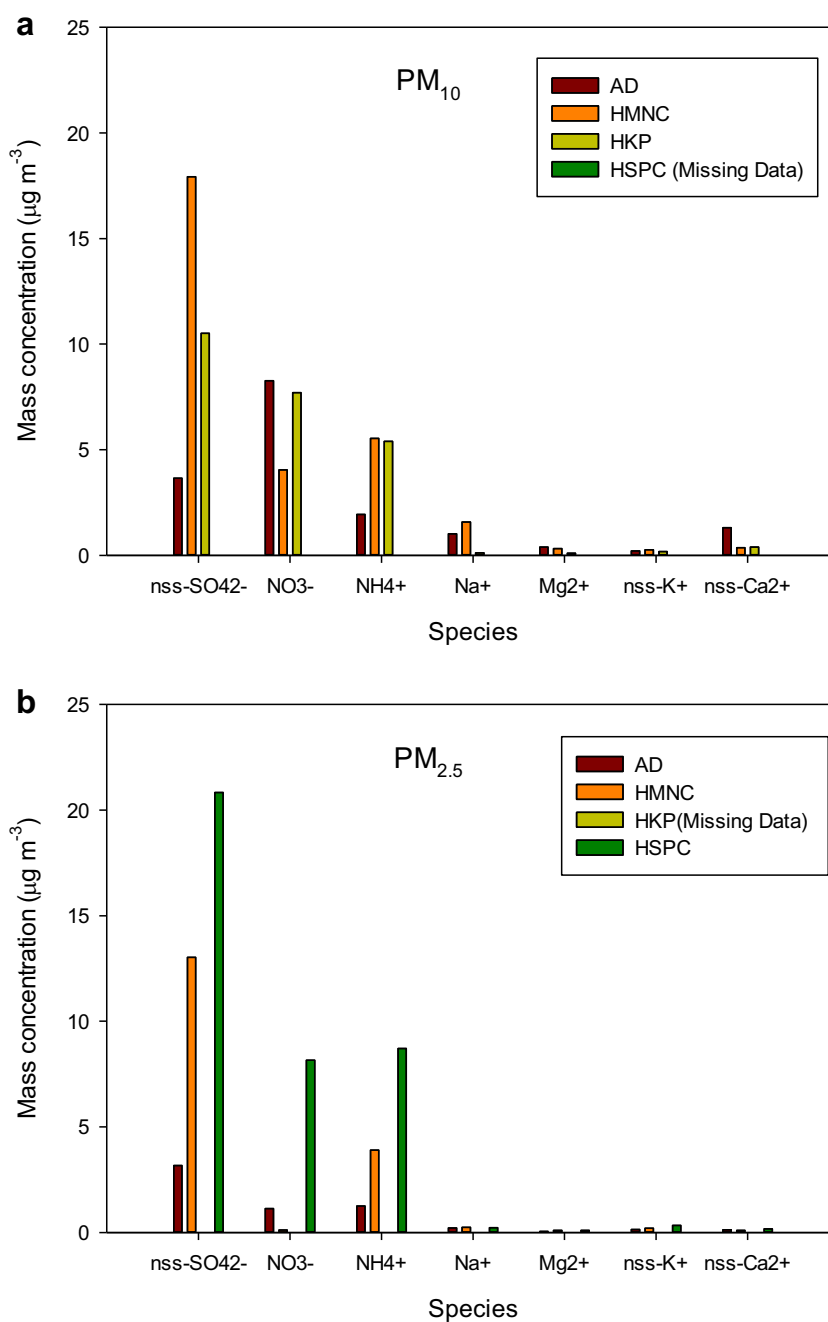 a
PM10
AD
HMNC
HKP
HSPC (Missing Data)
25
20
15
10
5
0
Mass concentration (μg m-3)
nss-SO42- NO3- NH4+ Na+ Mg2+ nss-K+ nss-Ca2+
Species
b
PM2.5
AD
HMNC
HKP(Missing Data)
HSPC
25
20
15
10
5
0
Mass concentration (μg m-3)
nss-SO42- NO3- NH4+ Na+ Mg2+ nss-K+ nss-Ca2+
Species